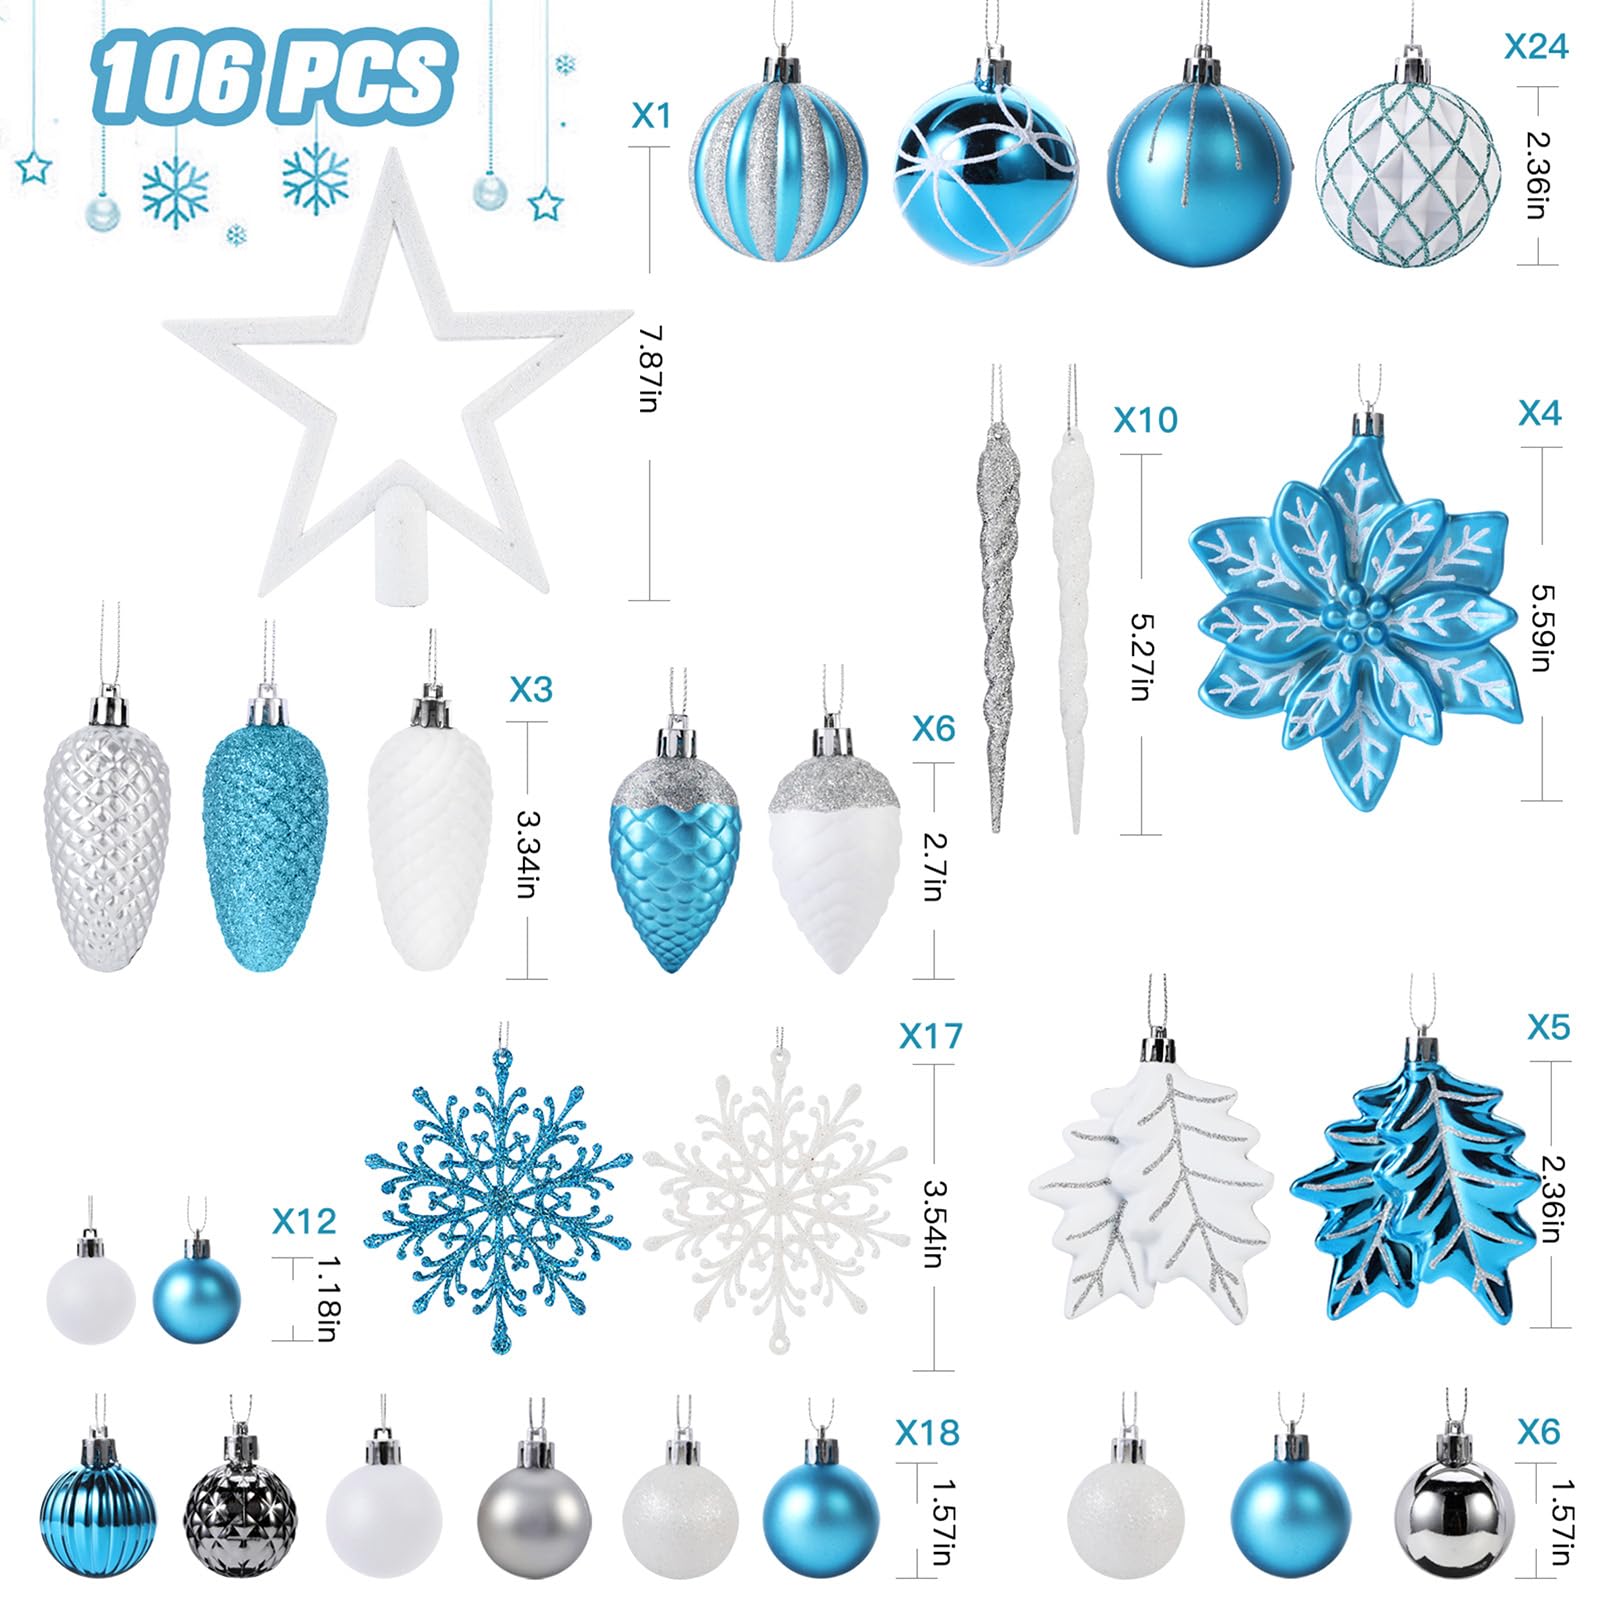 106 PCS
X1
7.87in
X24
2.36in
X10
5.27in
X4
5.59in
X3
3.34in
X6
2.7in
X17
3.54in
X5
2.36in
X12
1.18in
X18
1.57in
X6
1.57in